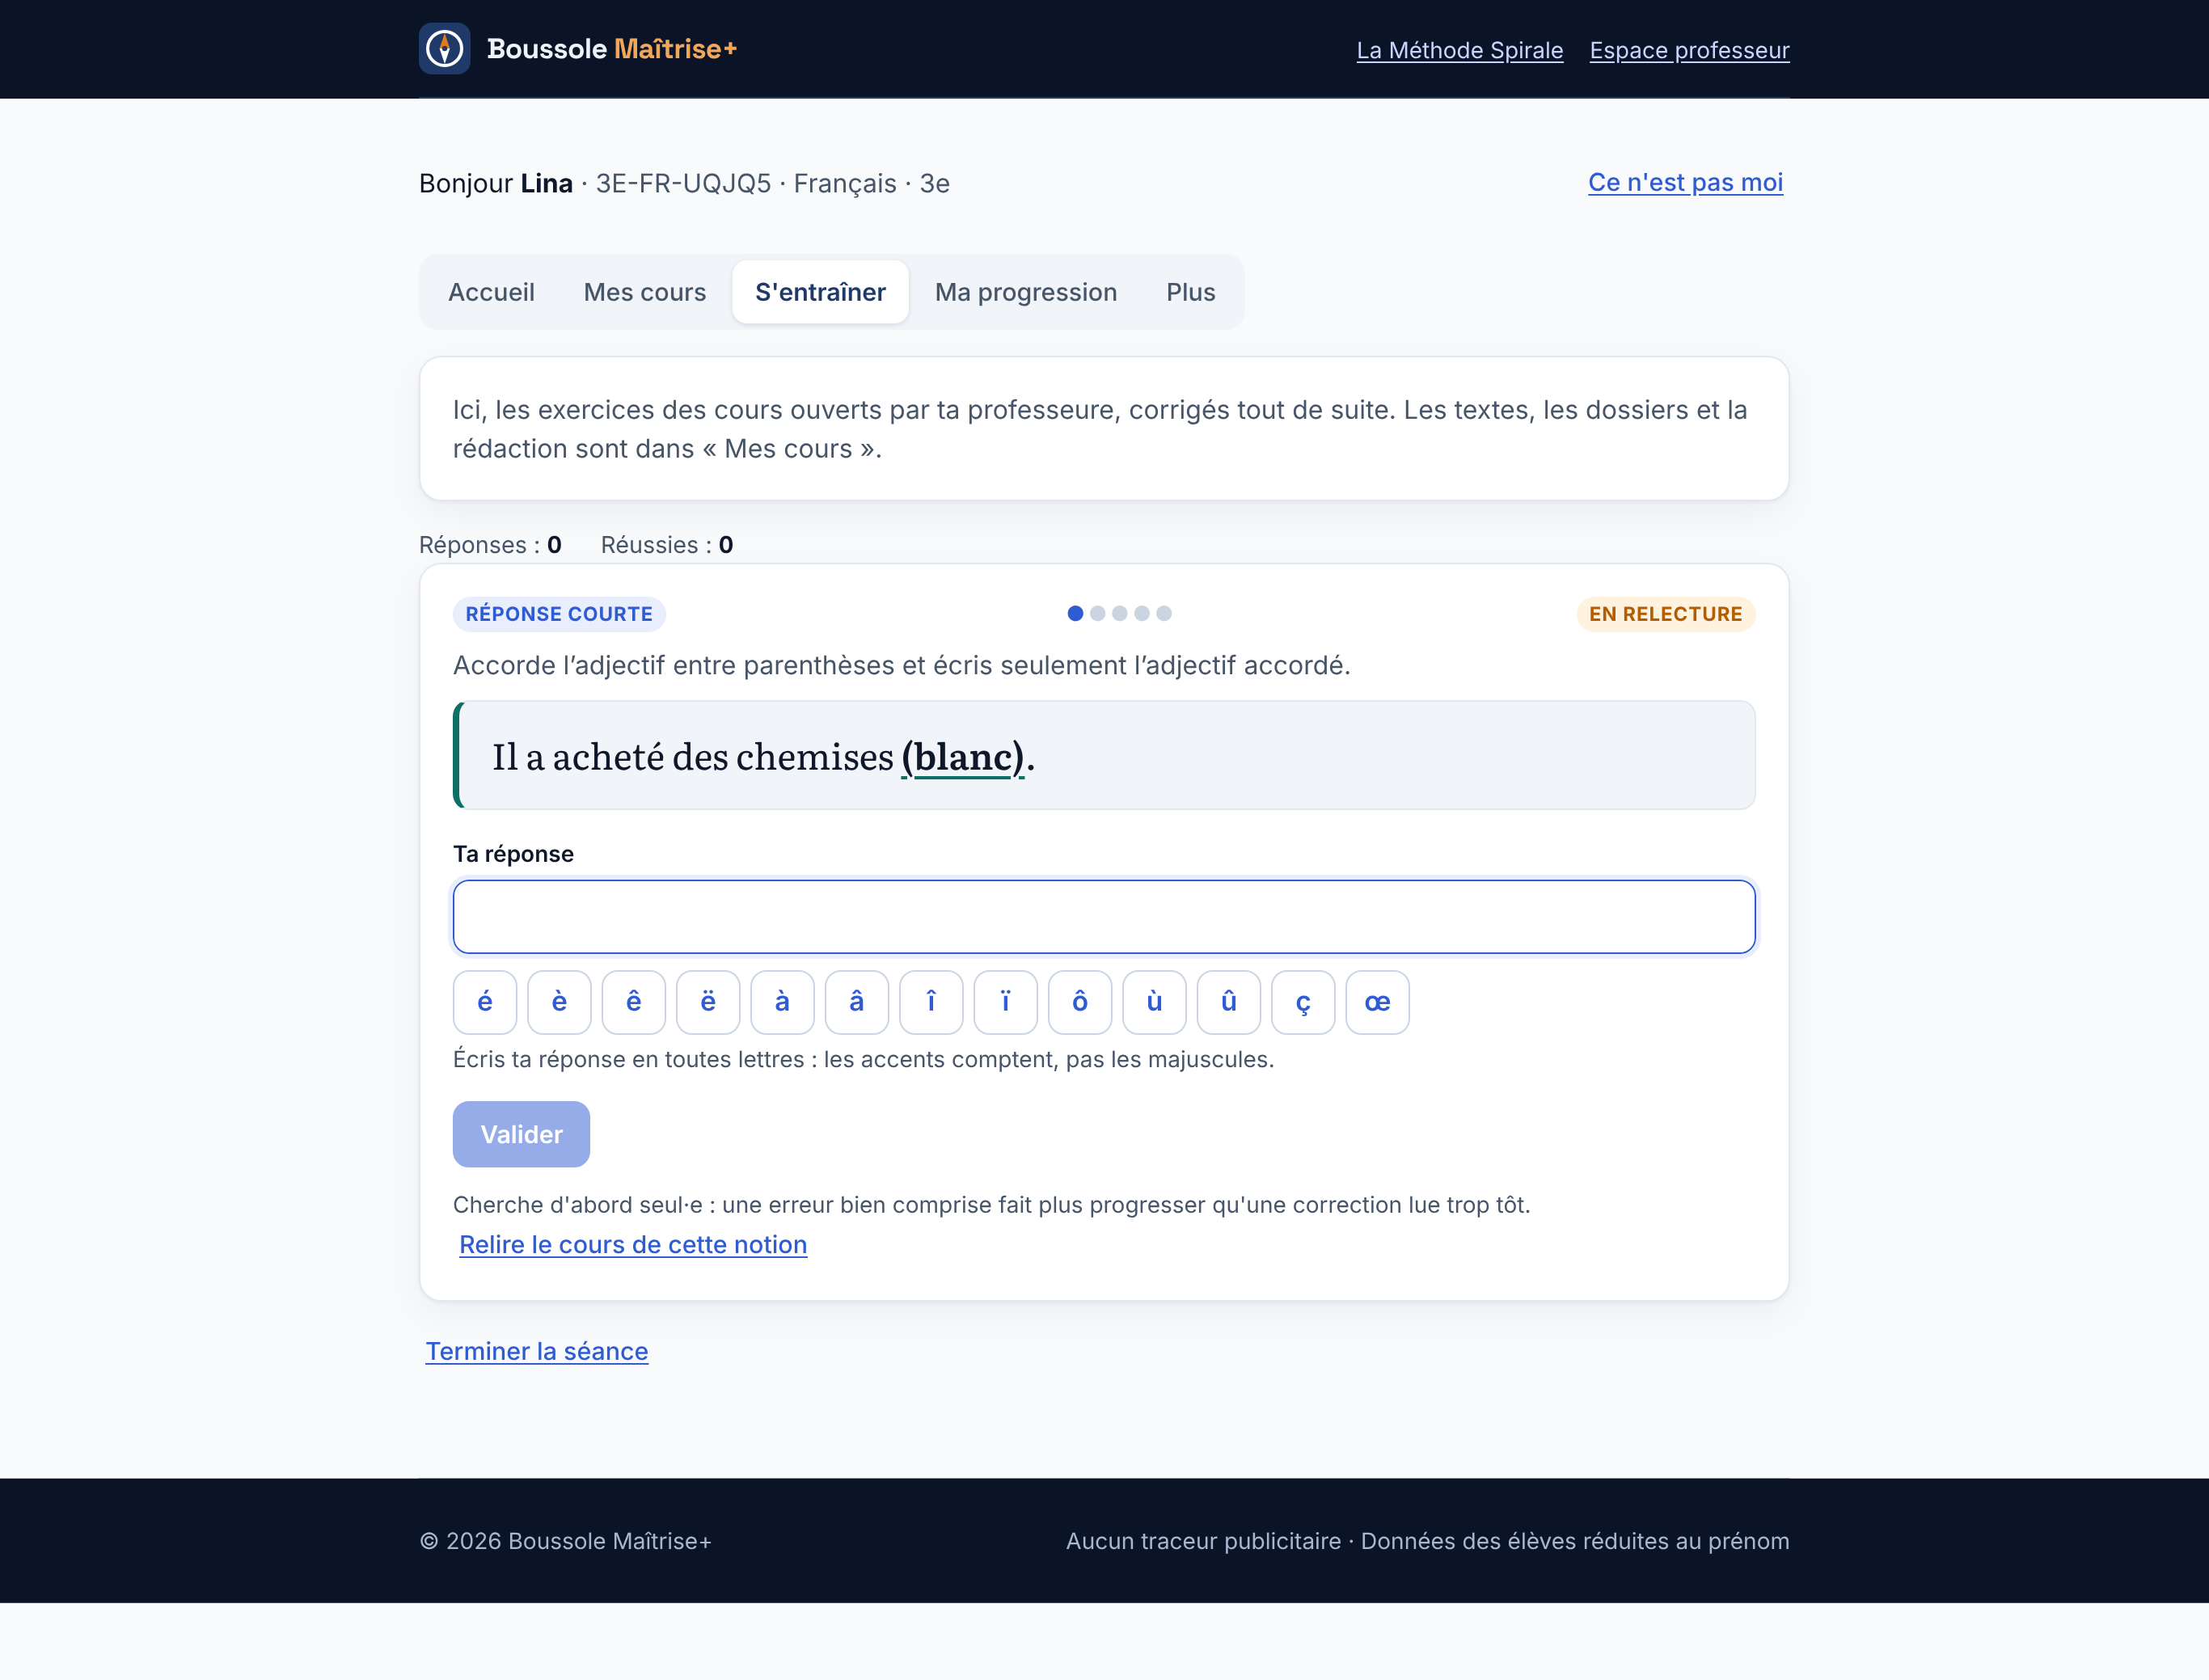 Boussole Maîtrise+
La Méthode Spirale Espace professeur
Bonjour Lina · 3E-FR-UQJQ5 · Français · 3e
Ce n'est pas moi
Accueil Mes cours S'entraîner Ma progression Plus
Ici, les exercices des cours ouverts par ta professeure, corrigés tout de suite. Les textes, les dossiers et la
rédaction sont dans « Mes cours ».
Réponses : 0 Réussies : 0
RÉPONSE COURTE
EN RELECTURE
Accorde l’adjectif entre parenthèses et écris seulement l’adjectif accordé.
Il a acheté des chemises (blanc).
Ta réponse
é è ê ë à â î ï ô ù û ç œ
Écris ta réponse en toutes lettres : les accents comptent, pas les majuscules.
Valider
Cherche d'abord seul·e : une erreur bien comprise fait plus progresser qu'une correction lue trop tôt.
Relire le cours de cette notion
Terminer la séance
© 2026 Boussole Maîtrise+
Aucun traceur publicitaire · Données des élèves réduites au prénom